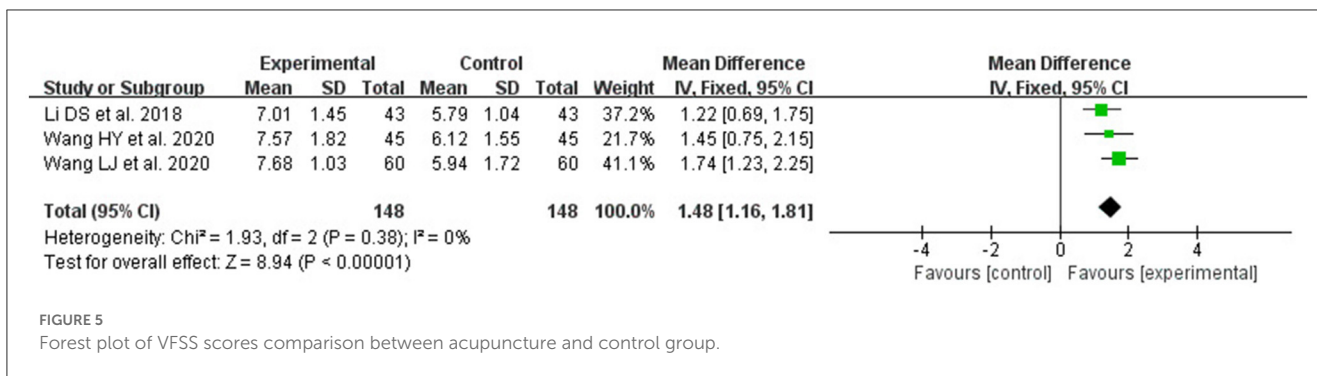 Experimental Control Mean Difference Mean Difference
Study or Subgroup Mean SD Total Mean SD Total Weight IV, Fixed, 95% CI IV, Fixed, 95% CI
Li DS et al. 2018 7.01 1.45 43 5.79 1.04 43 37.2% 1.22 [0.69, 1.75]
Wang HY et al. 2020 7.57 1.82 45 6.12 1.55 45 21.7% 1.45 [0.75, 2.15]
Wang LJ et al. 2020 7.68 1.03 60 5.94 1.72 60 41.1% 1.74 [1.23, 2.25]
Total (95% CI) 148 148 100.0% 1.48 [1.16, 1.81]
Heterogeneity: Chi² = 1.93, df = 2 (P = 0.38); I² = 0%
Test for overall effect: Z = 8.94 (P < 0.00001)
-4 -2 0 2 4
Favours [control] Favours [experimental]
FIGURE 5
Forest plot of VFSS scores comparison between acupuncture and control group.